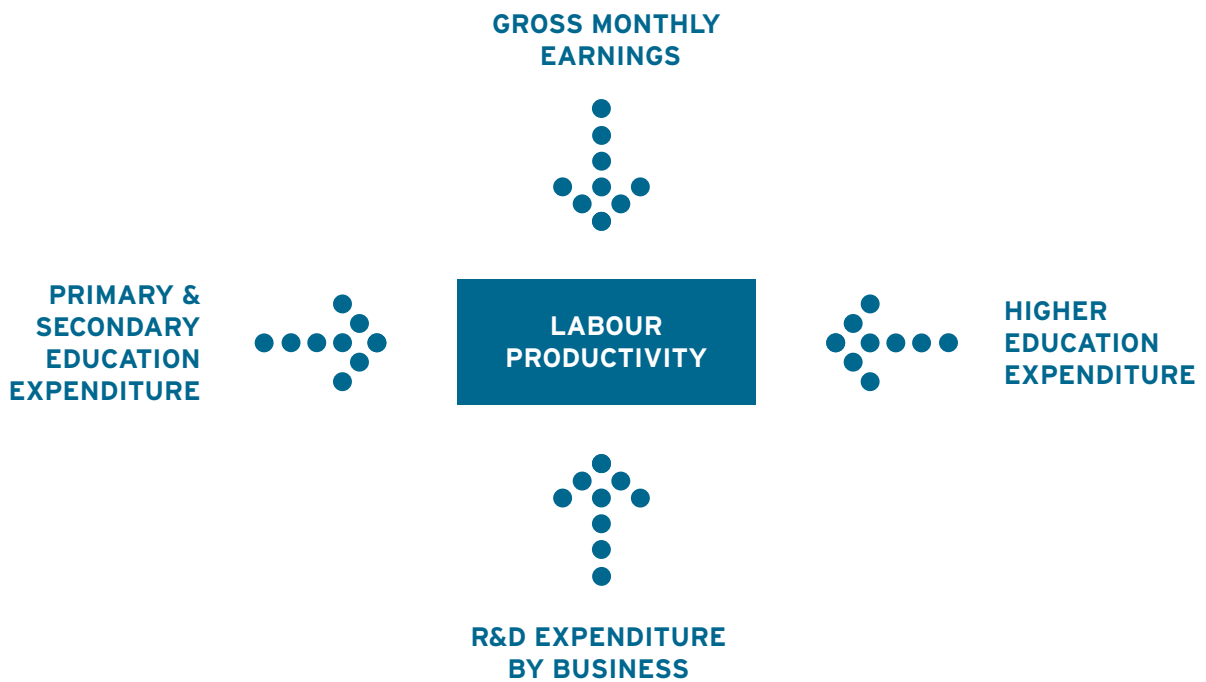 GROSS MONTHLY
EARNINGS
PRIMARY &
SECONDARY
EDUCATION
EXPENDITURE
LABOUR
PRODUCTIVITY
HIGHER
EDUCATION
EXPENDITURE
R&D EXPENDITURE
BY BUSINESS